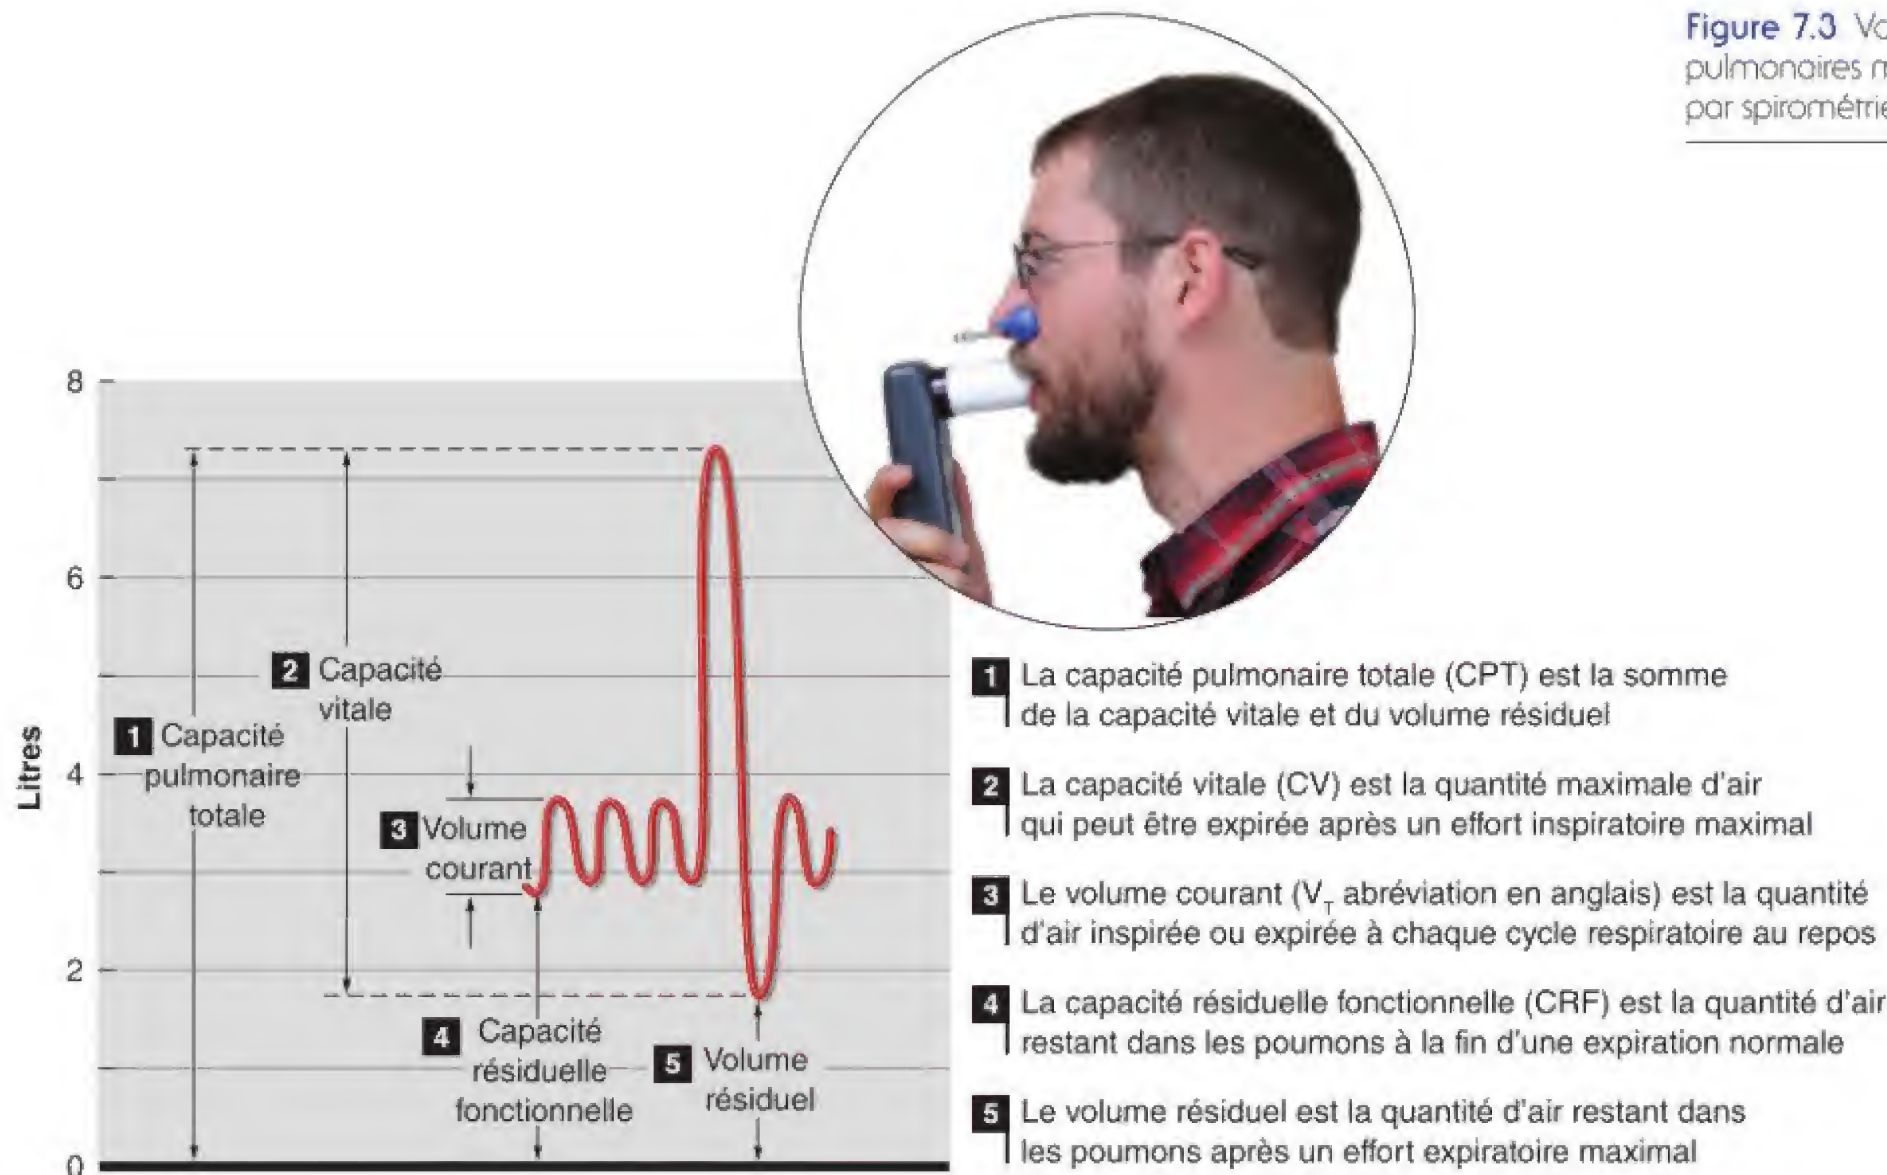 Figure 7.3
pulmonaires
par spirométrie
8
6
4
2
0
Litres
1 Capacité
pulmonaire
totale
2 Capacité
vitale
3 Volume
courant
4 Capacité
résiduelle
fonctionnelle
5 Volume
résiduel
1 La capacité pulmonaire totale (CPT) est la somme
de la capacité vitale et du volume résiduel
2 La capacité vitale (CV) est la quantité maximale d'air
qui peut être expirée après un effort inspiratoire maximal
3 Le volume courant (V_T abréviation en anglais) est la quantité
d'air inspirée ou expirée à chaque cycle respiratoire au repos
4 La capacité résiduelle fonctionnelle (CRF) est la quantité d'air
restant dans les poumons à la fin d'une expiration normale
5 Le volume résiduel est la quantité d'air restant dans
les poumons après un effort expiratoire maximal